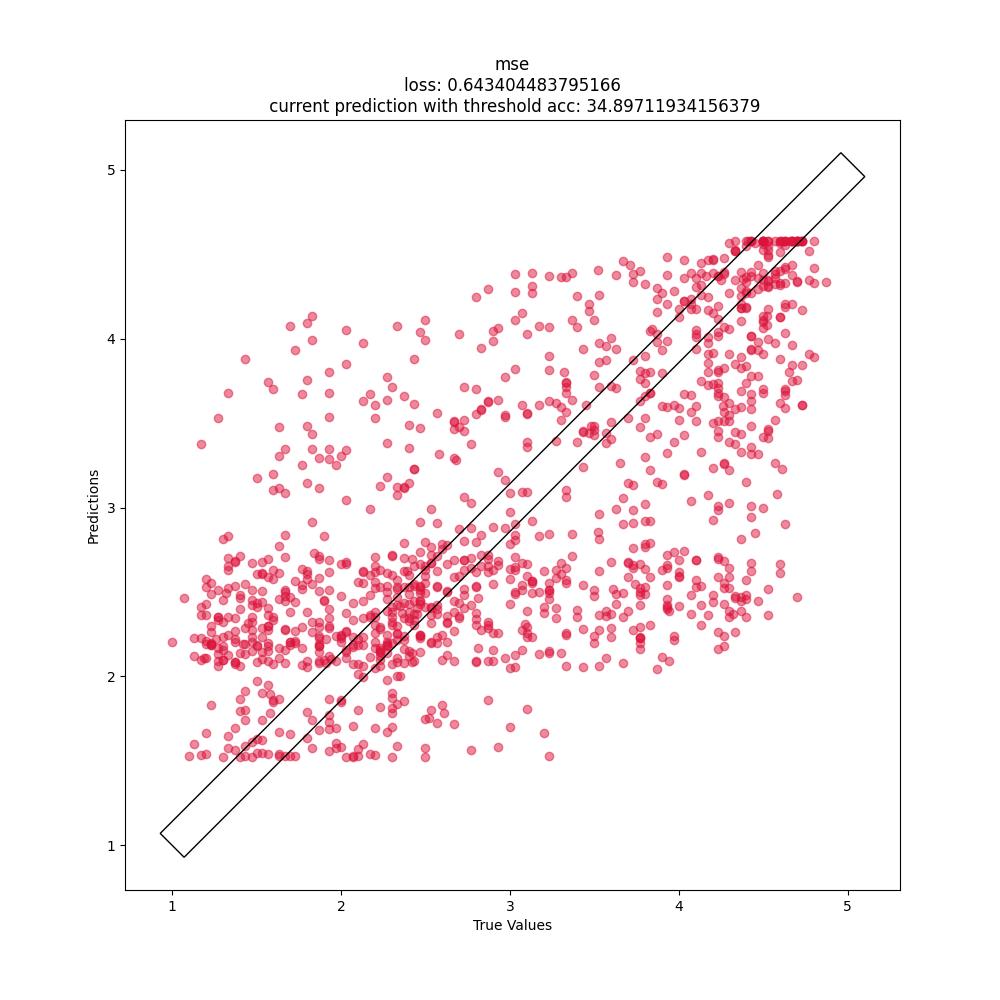 mse
loss: 0.643404483795166
current prediction with threshold acc: 34.89711934156379
5
4
3
2
1
Predictions
1 2 3 4 5
True Values